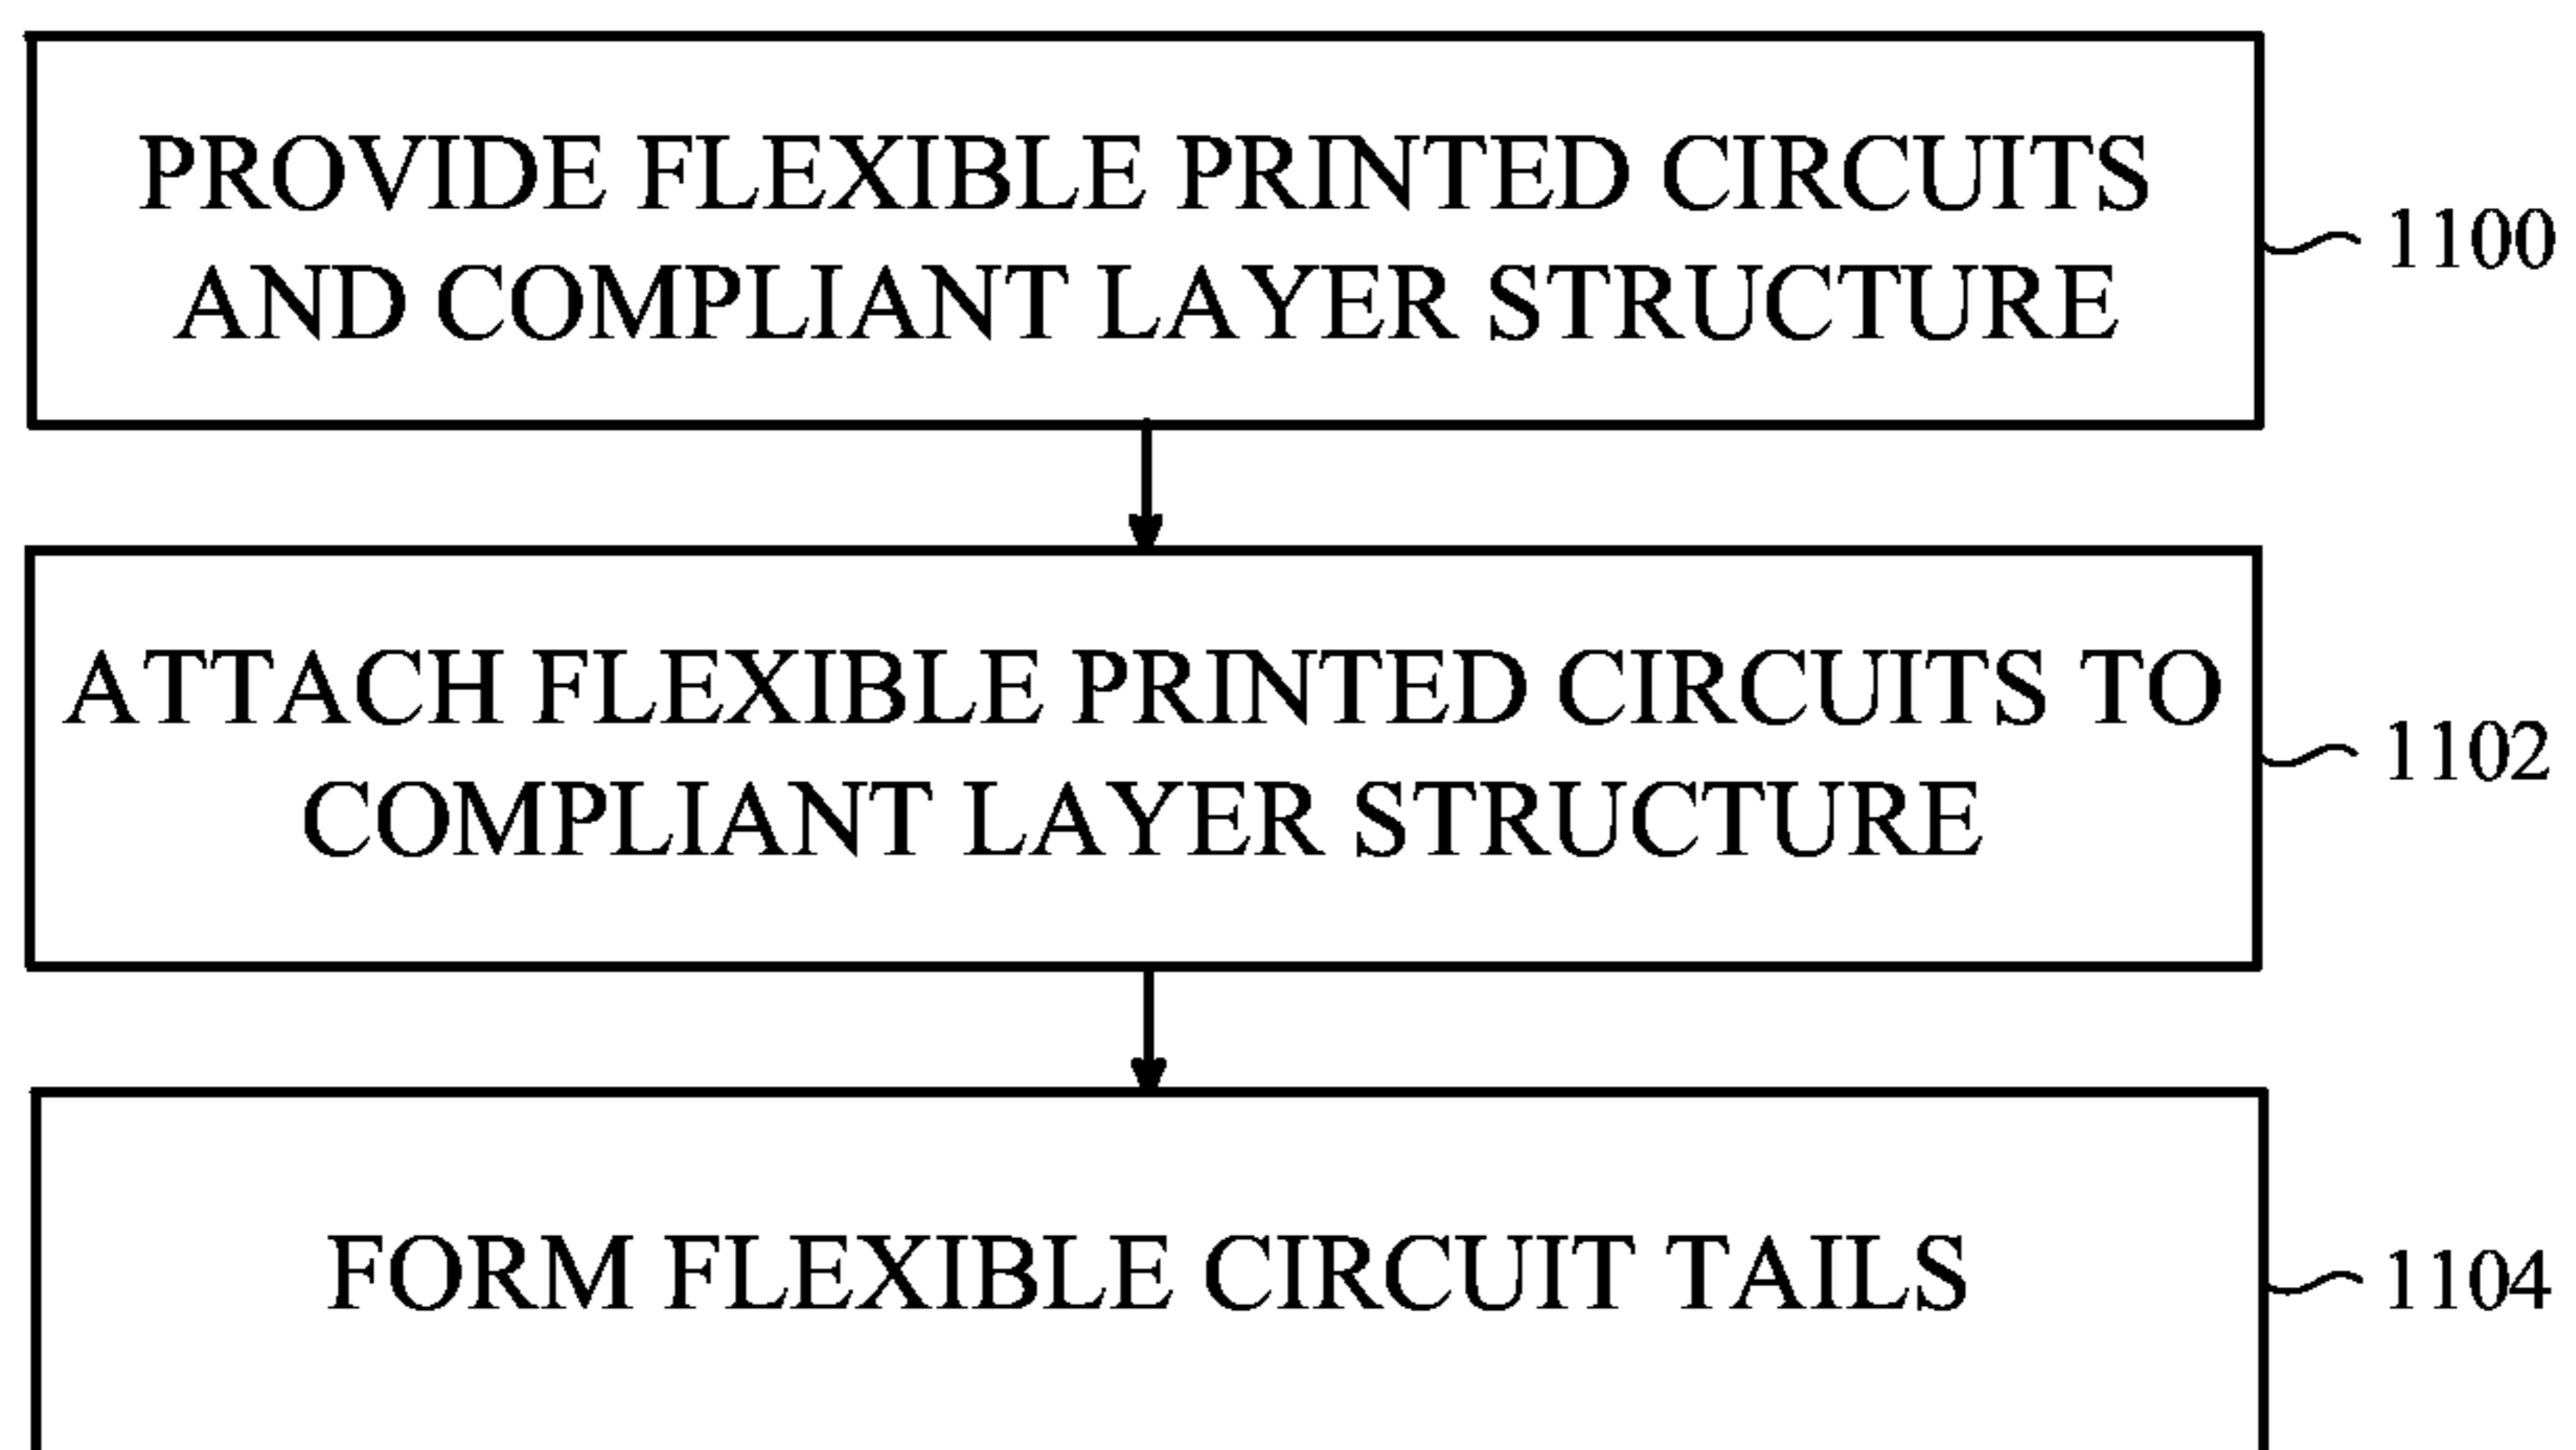 PROVIDE FLEXIBLE PRINTED CIRCUITS
AND COMPLIANT LAYER STRUCTURE
1100
ATTACH FLEXIBLE PRINTED CIRCUITS TO
COMPLIANT LAYER STRUCTURE
1102
FORM FLEXIBLE CIRCUIT TAILS
1104